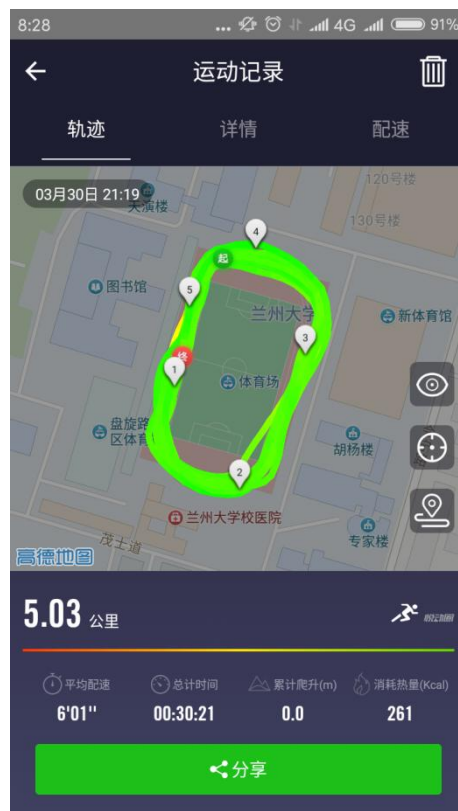 8:28 ... 4G 91%
运动记录
轨迹 详情 配速
03月30日 21:19
天演楼
120号楼
130号楼
4
起
图书馆
5
兰州大学
新体育馆
3
终
1
体育场
盘旋路
区体育
胡杨楼
2
兰州大学校医院
茂士道
专家楼
高德地图
5.03 公里
平均配速 总计时间 累计爬升(m) 消耗热量(Kcal)
6'01'' 00:30:21 0.0 261
分享